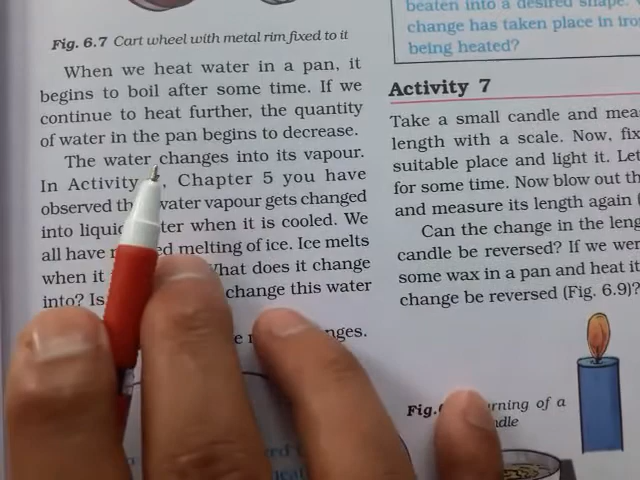 beaten into a desired shape.
change has taken place in iro
being heated?
Fig. 6.7 Cart wheel with metal rim fixed to it
When we heat water in a pan, it
begins to boil after some time. If we
continue to heat further, the quantity
of water in the pan begins to decrease.
The water changes into its vapour.
In Activity , Chapter 5 you have
observed th water vapour gets changed
into liquid ter when it is cooled. We
all have ed melting of ice. Ice melts
when it What does it change
into? Is change this water
nges.
Activity 7
Take a small candle and mea
length with a scale. Now, fix
suitable place and light it. Let
for some time. Now blow out th
and measure its length again (
Can the change in the leng
candle be reversed? If we wer
some wax in a pan and heat it
change be reversed (Fig. 6.9)?
Fig. rning of a
ndle